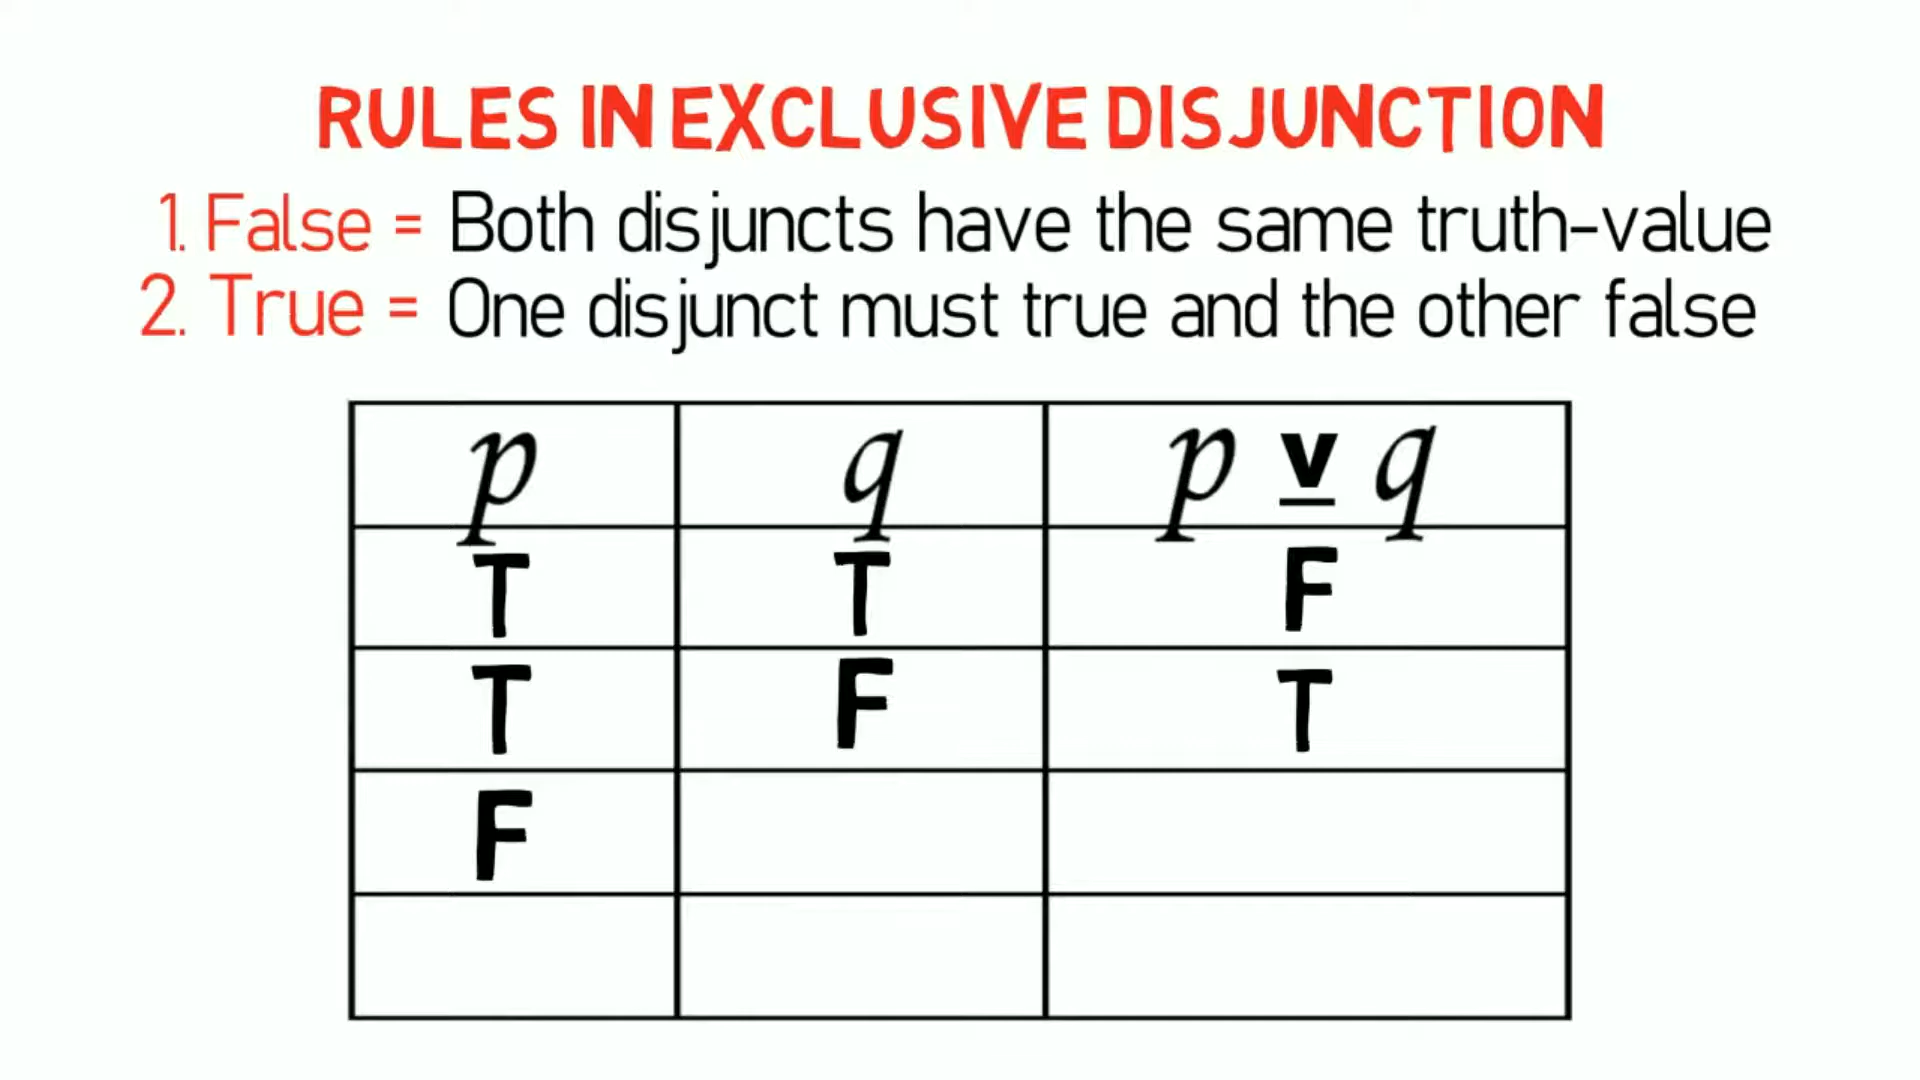 RULES IN EXCLUSIVE DISJUNCTION
1. False = Both disjuncts have the same truth-value
2. True = One disjunct must true and the other false
p q p v q
T T F
T F T
F